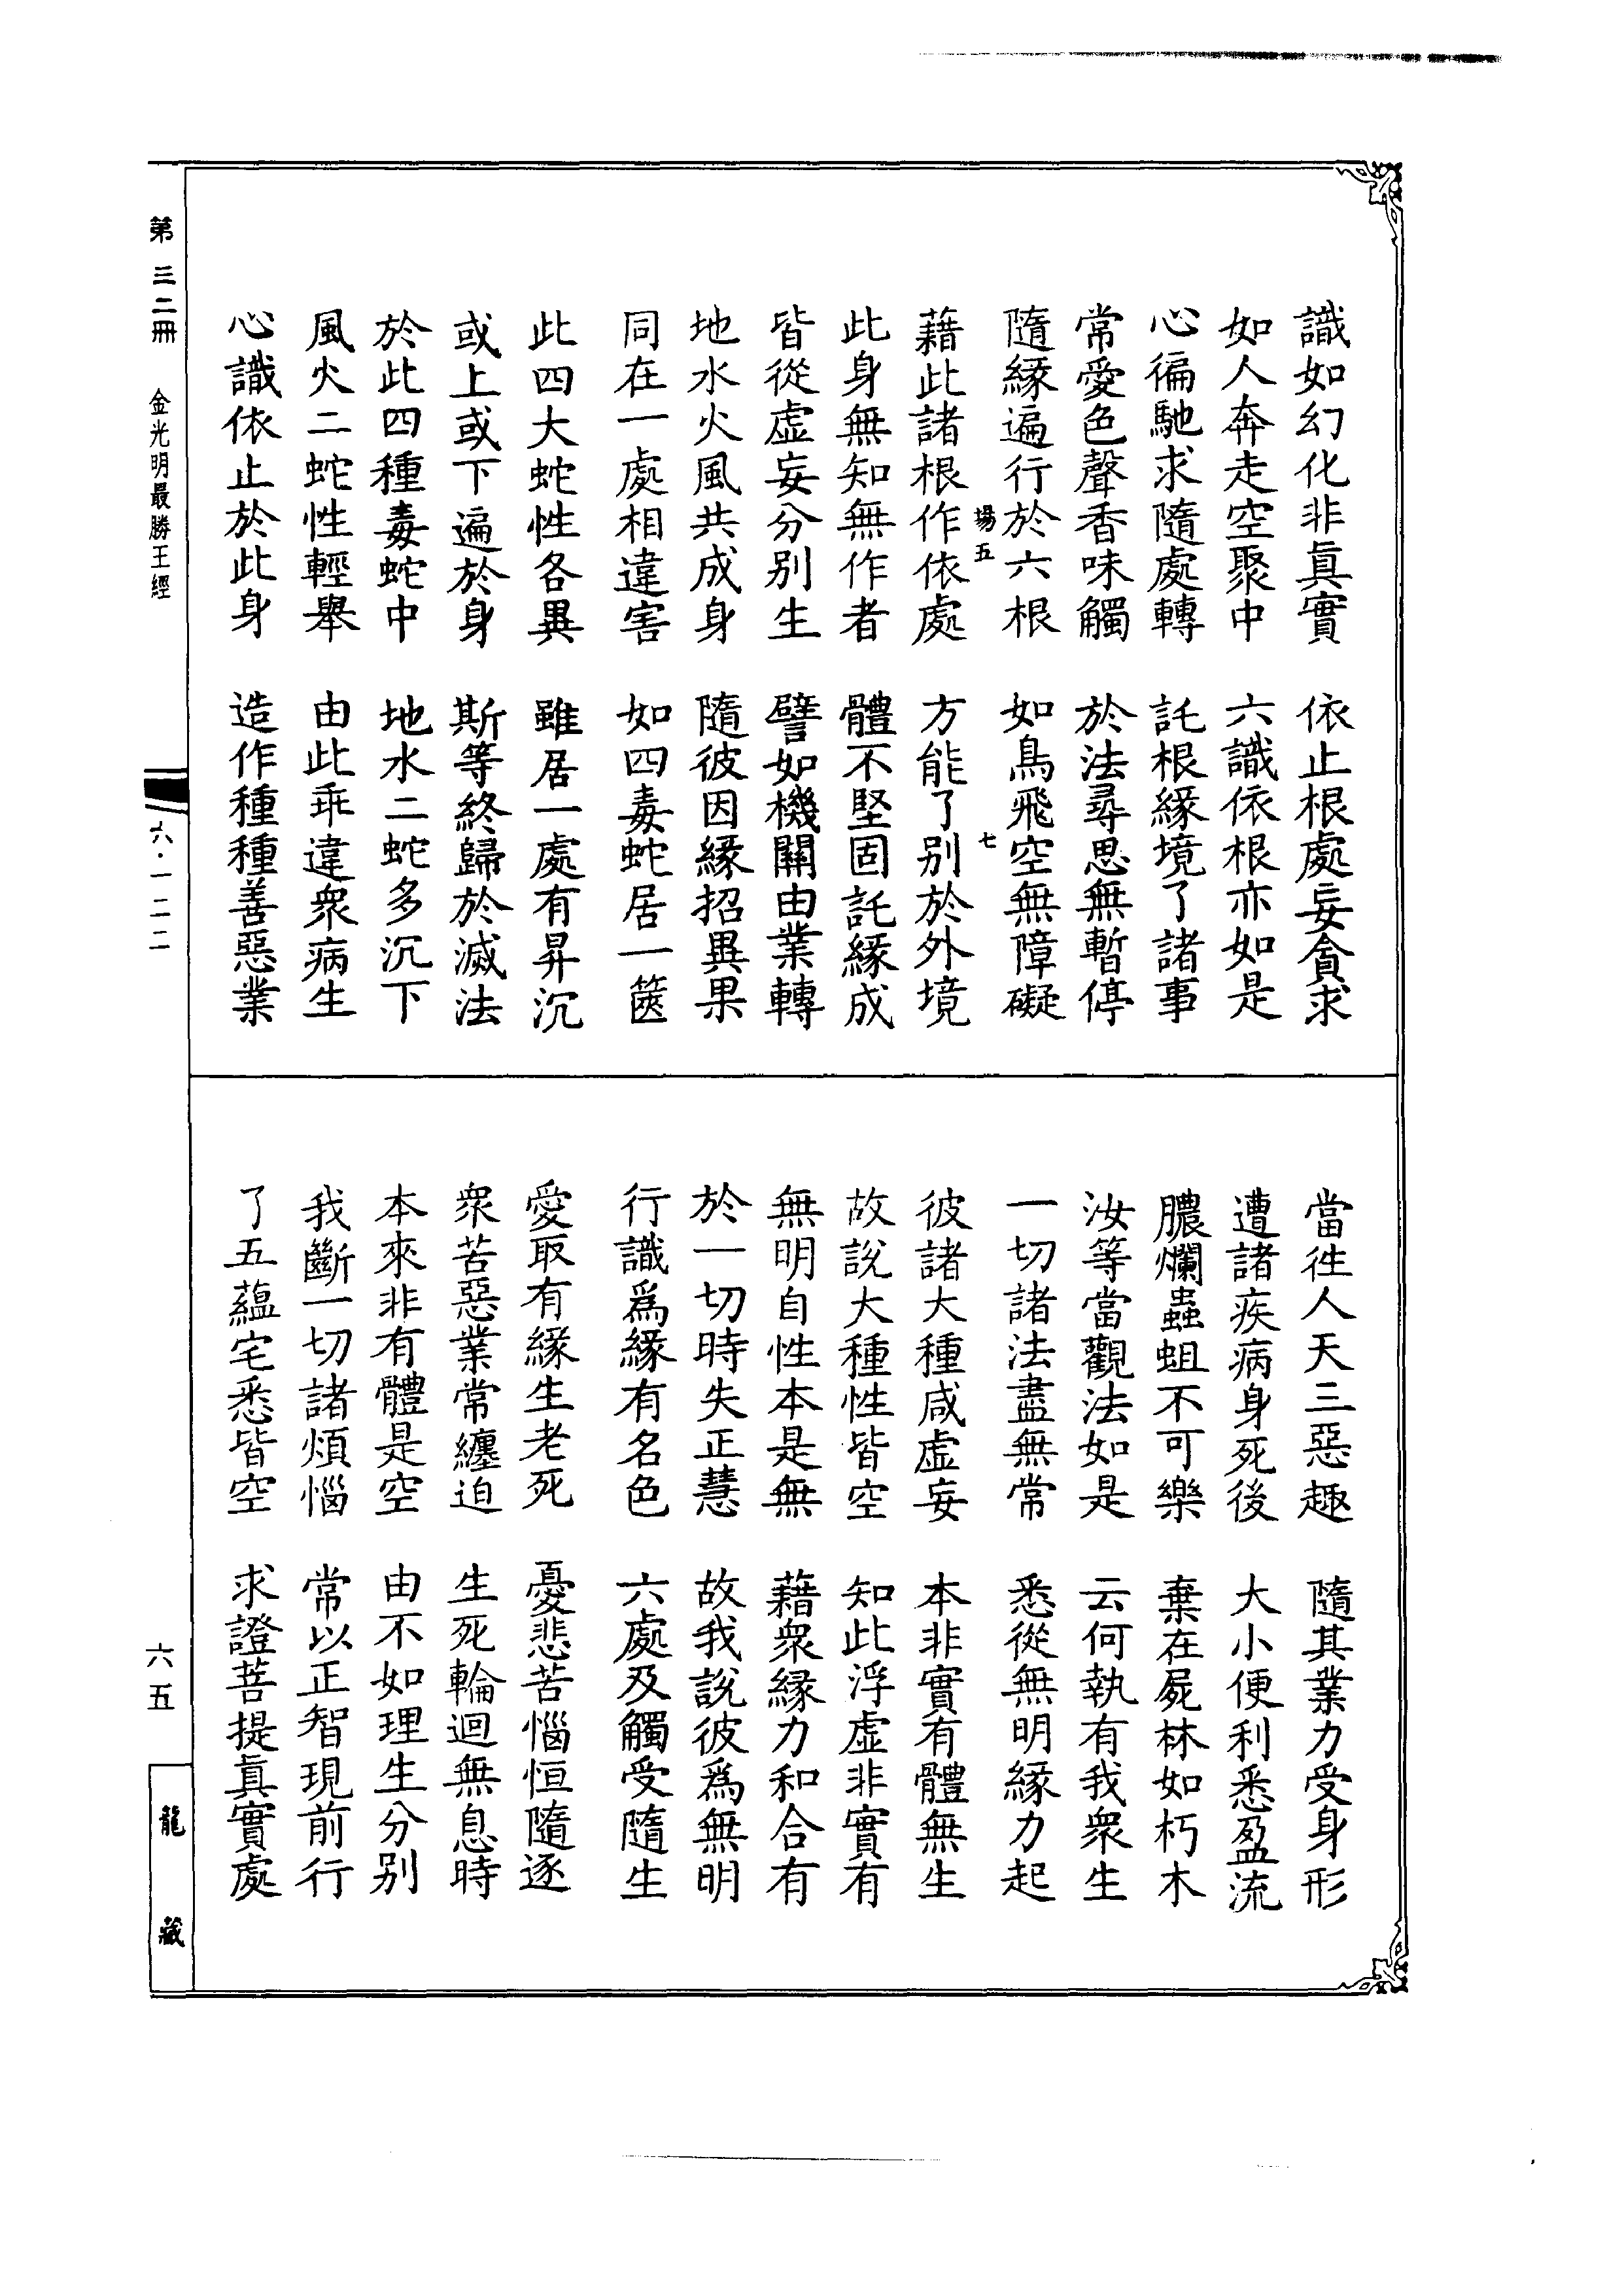 識如幻化非眞實　依止根處妄貪求
如人奔走空聚中　六識依根亦如是
心徧馳求隨處轉　託根緣境了諸事
常愛色聲香味觸　於法尋思無暫停
隨緣遍行於六根　如鳥飛空無障礙
場五　七
藉此諸根作依處　方能了別於外境
此身無知無作者　體不堅固託緣成
皆從虛妄分別生　譬如機關由業轉
地水火風共成身　隨彼因緣招異果
同在一處相違害　如四毒蛇居一篋
此四大蛇性各異　雖居一處有昇沉
或上或下遍於身　斯等終歸於滅法
於此四種毒蛇中　地水二蛇多沉下
風火二蛇性輕舉　由此乖違衆病生
心識依止於此身　造作種種善惡業
當往人天三惡趣　隨其業力受身形
遭諸疾病身死後　大小便利悉盈流
膿爛蟲蛆不可樂　棄在屍林如朽木
汝等當觀法如是　云何執有我衆生
一切諸法盡無常　悉從無明緣力起
彼諸大種咸虛妄　本非實有體無生
故說大種性皆空　知此浮虛非實有
無明自性本是無　藉衆緣力和合有
於一切時失正慧　故我說彼爲無明
行識爲緣有名色　六處及觸受隨生
愛取有緣生老死　憂悲苦惱恒隨逐
衆苦惡業常纏迫　生死輪迴無息時
本來非有體是空　由不如理生分別
我斷一切諸煩惱　常以正智現前行
了五蘊宅悉皆空　求證菩提眞實處
第三二冊　金光明最勝王經
六·一二二
六五
龍藏